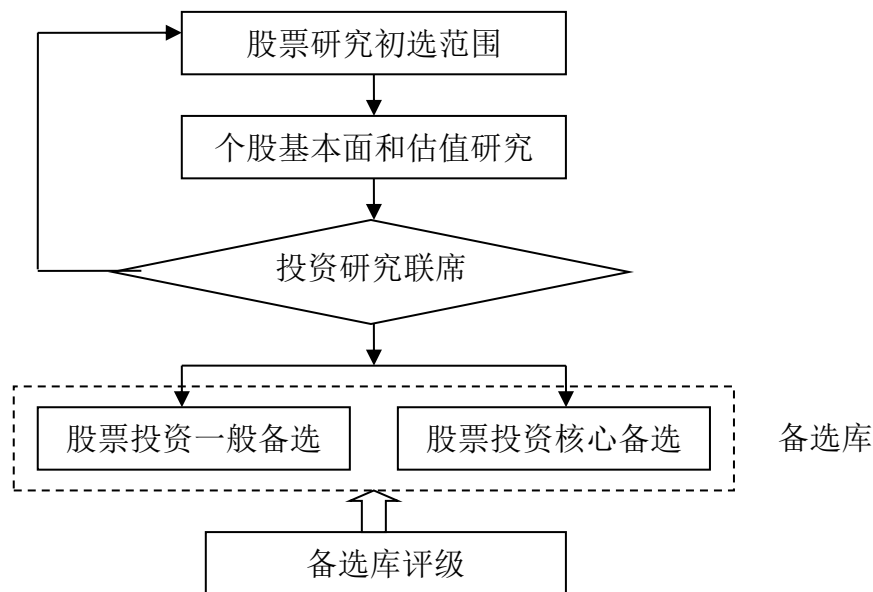 股票研究初选范围
个股基本面和估值研究
投资研究联席
股票投资一般备选
股票投资核心备选
备选库
备选库评级